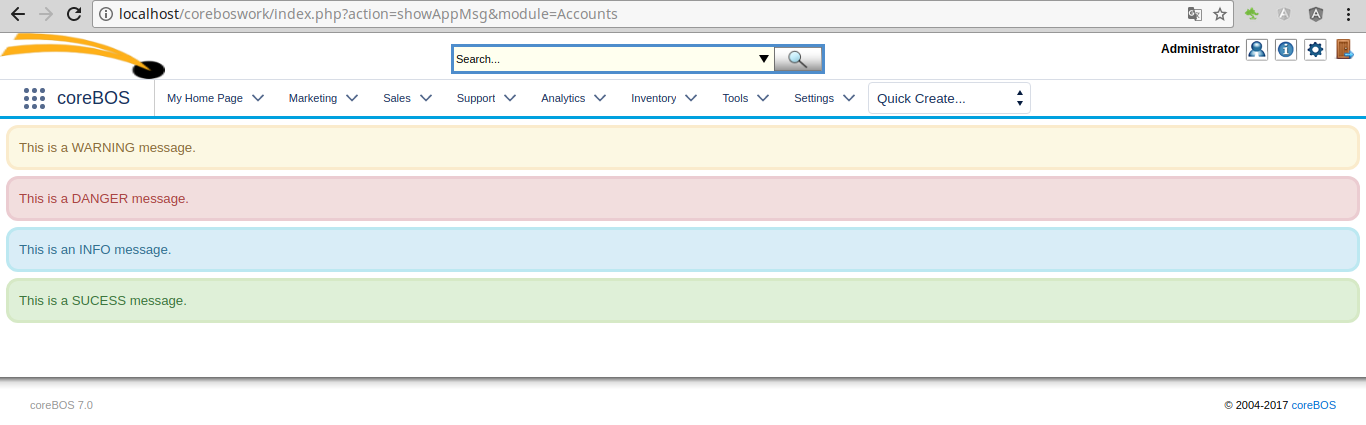 localhost/coreboswork/index.php?action=showAppMsg&module=Accounts
Search...
Administrator
coreBOS My Home Page Marketing Sales Support Analytics Inventory Tools Settings Quick Create...
This is a WARNING message.
This is a DANGER message.
This is an INFO message.
This is a SUCESS message.
coreBOS 7.0 © 2004-2017 coreBOS